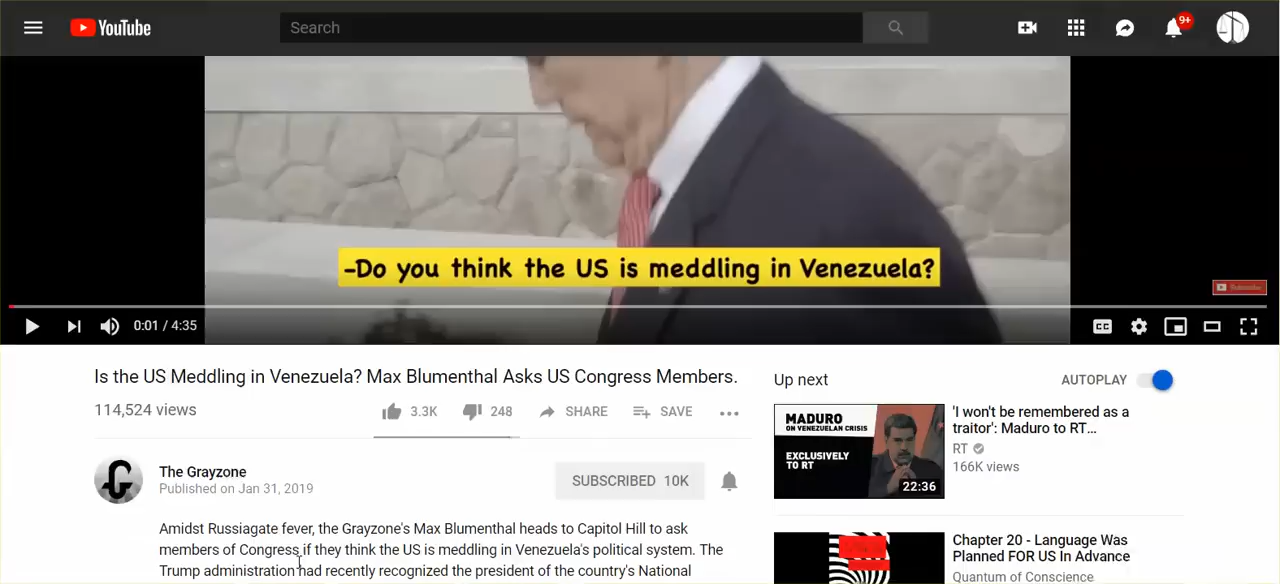 YouTube
Search
9+
-Do you think the US is meddling in Venezuela?
Subscribe
0:01 / 4:35
CC
Is the US Meddling in Venezuela? Max Blumenthal Asks US Congress Members.
114,524 views
3.3K
248
SHARE
SAVE
The Grayzone
Published on Jan 31, 2019
SUBSCRIBED 10K
Amidst Russiagate fever, the Grayzone's Max Blumenthal heads to Capitol Hill to ask
members of Congress if they think the US is meddling in Venezuela's political system. The
Trump administration had recently recognized the president of the country's National
Up next
AUTOPLAY
MADURO
ON VENEZUELAN CRISIS
EXCLUSIVELY
TO RT
22:36
'I won't be remembered as a
traitor': Maduro to RT...
RT
166K views
Chapter 20 - Language Was
Planned FOR US In Advance
Quantum of Conscience